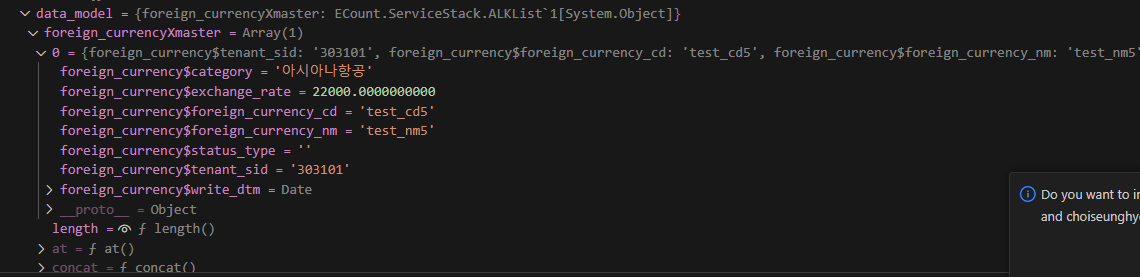 data_model = {foreign_currencyXmaster: ECount.ServiceStack.ALKList`1[System.Object]}
foreign_currencyXmaster = Array(1)
0 = {foreign_currency$tenant_sid: '303101', foreign_currency$foreign_currency_cd: 'test_cd5', foreign_currency$foreign_currency_nm: 'test_nm5'
foreign_currency$category = '아시아나항공'
foreign_currency$exchange_rate = 22000.0000000000
foreign_currency$foreign_currency_cd = 'test_cd5'
foreign_currency$foreign_currency_nm = 'test_nm5'
foreign_currency$status_type = ''
foreign_currency$tenant_sid = '303101'
foreign_currency$write_dtm = Date
__proto__ = Object
length = ƒ length()
at = ƒ at()
concat = ƒ concat()
Do you want to in
and choiseunghy